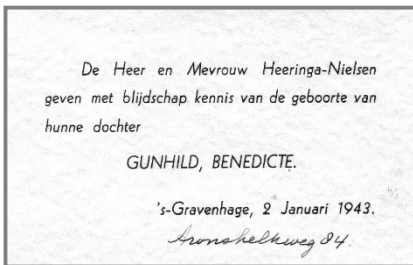 De Heer en Mevrouw Heeringa-Nielsen
geven met blijdschap kennis van de geboorte van
hunne dochter
GUNHILD, BENEDICTE.
's-Gravenhage, 2 Januari 1943.
Aronskelkweg 84.